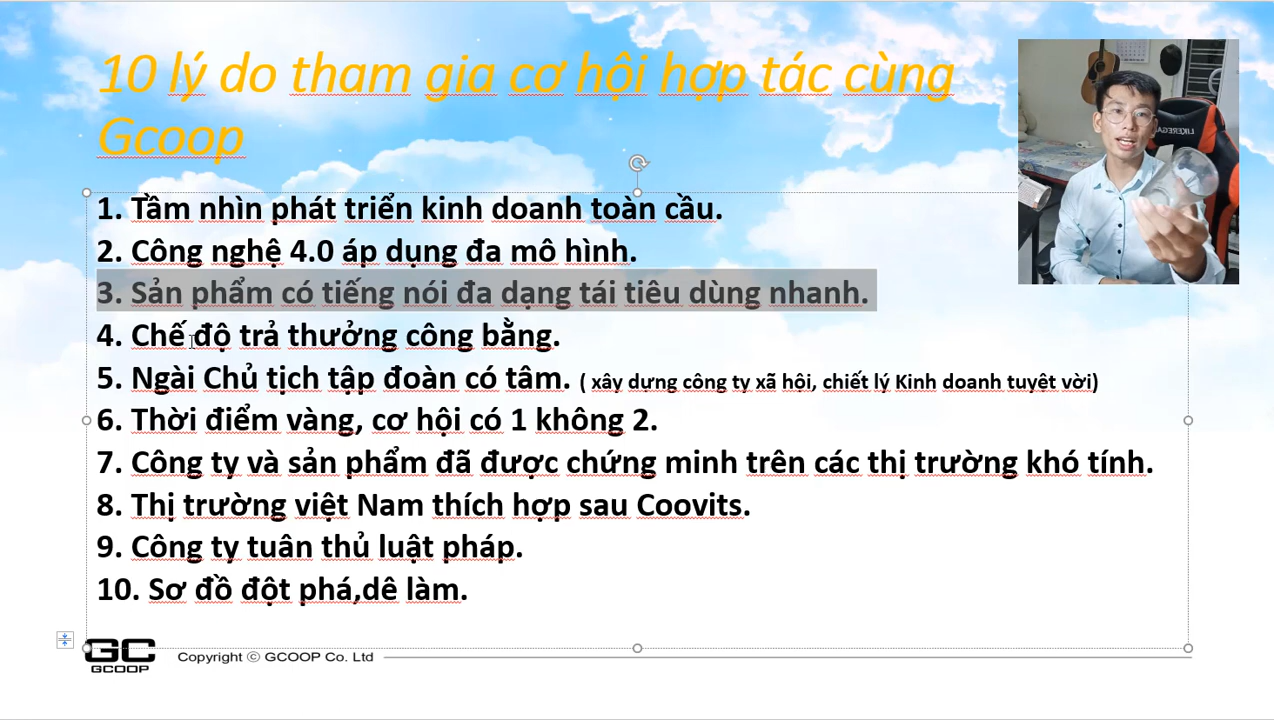 10 lý do tham gia cơ hội hợp tác cùng
Gcoop
1. Tầm nhìn phát triển kinh doanh toàn cầu.
2. Công nghệ 4.0 áp dụng đa mô hình.
3. Sản phẩm có tiếng nói đa dạng tái tiêu dùng nhanh.
4. Chế độ trả thưởng công bằng.
5. Ngài Chủ tịch tập đoàn có tâm. ( xây dựng công ty xã hội, chiết lý Kinh doanh tuyệt vời)
6. Thời điểm vàng, cơ hội có 1 không 2.
7. Công ty và sản phẩm đã được chứng minh trên các thị trường khó tính.
8. Thị trường việt Nam thích hợp sau Coovits.
9. Công ty tuân thủ luật pháp.
10. Sơ đồ đột phá,dê làm.
GC
GCOOP
Copyright © GCOOP Co. Ltd